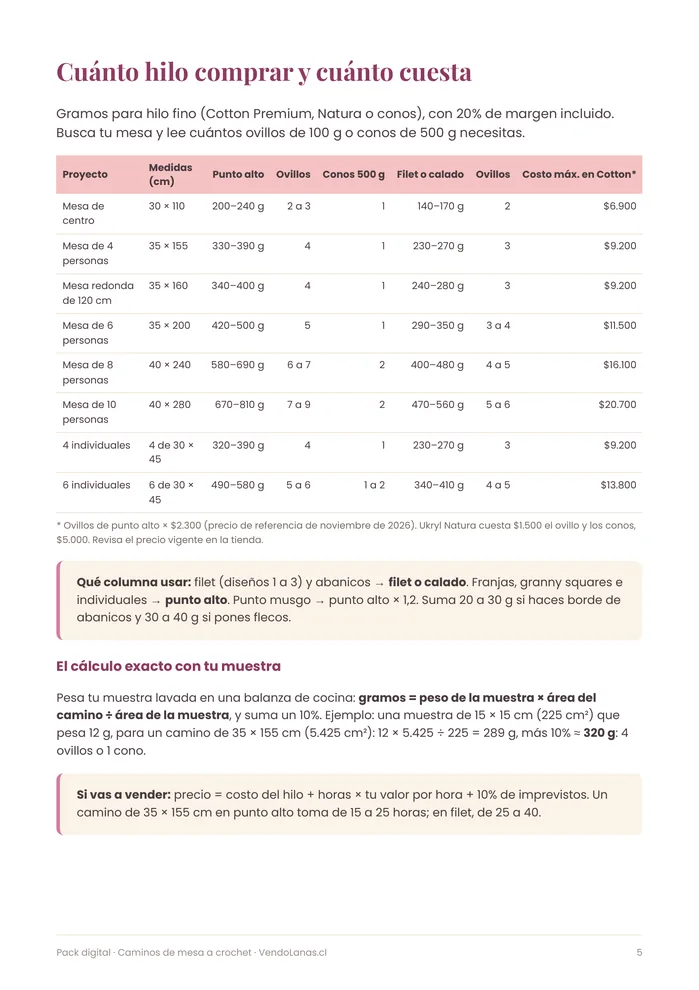 Cuánto hilo comprar y cuánto cuesta
Gramos para hilo fino (Cotton Premium, Natura o conos), con 20% de margen incluido.
Busca tu mesa y lee cuántos ovillos de 100 g o conos de 500 g necesitas.
Proyecto Medidas (cm) Punto alto Ovillos Conos 500 g Filet o calado Ovillos Costo máx. en Cotton*
Mesa de centro 30 × 110 200–240 g 2 a 3 1 140–170 g 2 $6.900
Mesa de 4 personas 35 × 155 330–390 g 4 1 230–270 g 3 $9.200
Mesa redonda de 120 cm 35 × 160 340–400 g 4 1 240–280 g 3 $9.200
Mesa de 6 personas 35 × 200 420–500 g 5 1 290–350 g 3 a 4 $11.500
Mesa de 8 personas 40 × 240 580–690 g 6 a 7 2 400–480 g 4 a 5 $16.100
Mesa de 10 personas 40 × 280 670–810 g 7 a 9 2 470–560 g 5 a 6 $20.700
4 individuales 4 de 30 × 45 320–390 g 4 1 230–270 g 3 $9.200
6 individuales 6 de 30 × 45 490–580 g 5 a 6 1 a 2 340–410 g 4 a 5 $13.800
* Ovillos de punto alto × $2.300 (precio de referencia de noviembre de 2026). Ukryl Natura cuesta $1.500 el ovillo y los conos,
$5.000. Revisa el precio vigente en la tienda.
Qué columna usar: filet (diseños 1 a 3) y abanicos → filet o calado. Franjas, granny squares e
individuales → punto alto. Punto musgo → punto alto × 1,2. Suma 20 a 30 g si haces borde de
abanicos y 30 a 40 g si pones flecos.
El cálculo exacto con tu muestra
Pesa tu muestra lavada en una balanza de cocina: gramos = peso de la muestra × área del
camino ÷ área de la muestra, y suma un 10%. Ejemplo: una muestra de 15 × 15 cm (225 cm²) que
pesa 12 g, para un camino de 35 × 155 cm (5.425 cm²): 12 × 5.425 ÷ 225 = 289 g, más 10% ≈ 320 g: 4
ovillos o 1 cono.
Si vas a vender: precio = costo del hilo + horas × tu valor por hora + 10% de imprevistos. Un
camino de 35 × 155 cm en punto alto toma de 15 a 25 horas; en filet, de 25 a 40.
Pack digital · Caminos de mesa a crochet · VendoLanas.cl 5